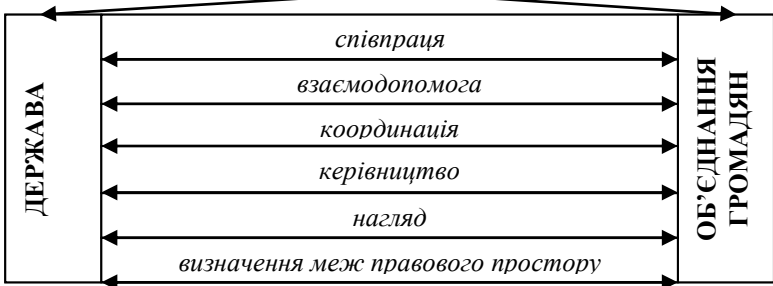 ДЕРЖАВА
співпраця
взаємодопомога
координація
керівництво
нагляд
визначення меж правового простору
ОБ’ЄДНАННЯ
ГРОМАДЯН